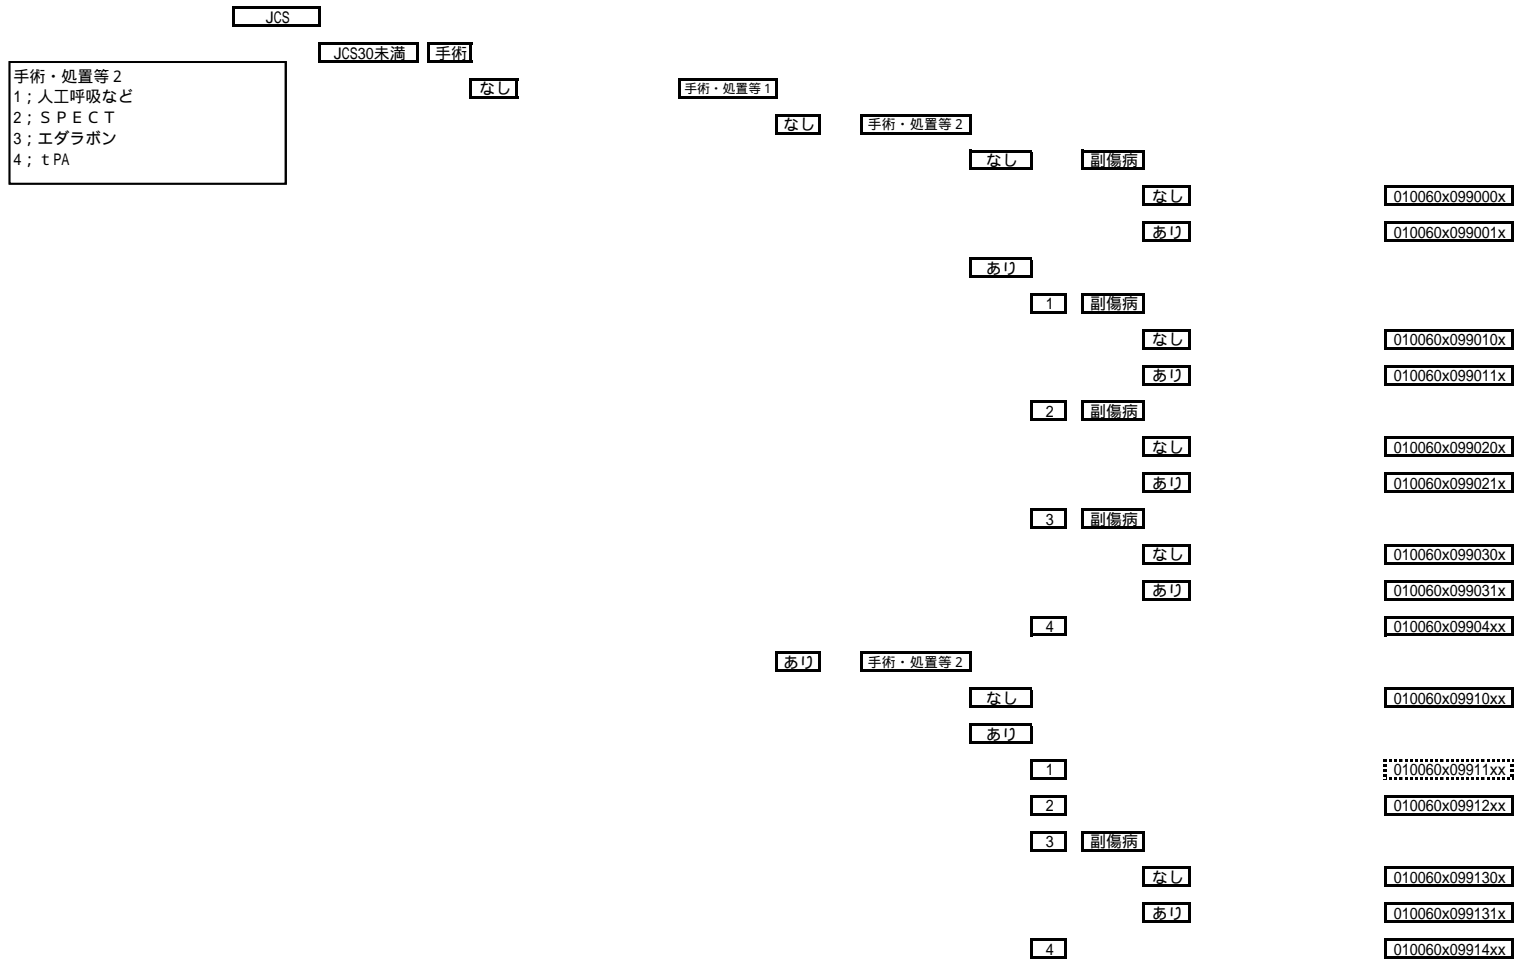 JCS
JCS30未満 手術
手術・処置等2
1;人工呼吸など
2;SPECT
3;エダラボン
4;tPA
なし 手術・処置等1
なし 手術・処置等2
なし 副傷病
なし 010060x099000x
あり 010060x099001x
あり
1 副傷病
なし 010060x099010x
あり 010060x099011x
2 副傷病
なし 010060x099020x
あり 010060x099021x
3 副傷病
なし 010060x099030x
あり 010060x099031x
4 010060x09904xx
あり 手術・処置等2
なし 010060x09910xx
あり
1 010060x09911xx
2 010060x09912xx
3 副傷病
なし 010060x099130x
あり 010060x099131x
4 010060x09914xx